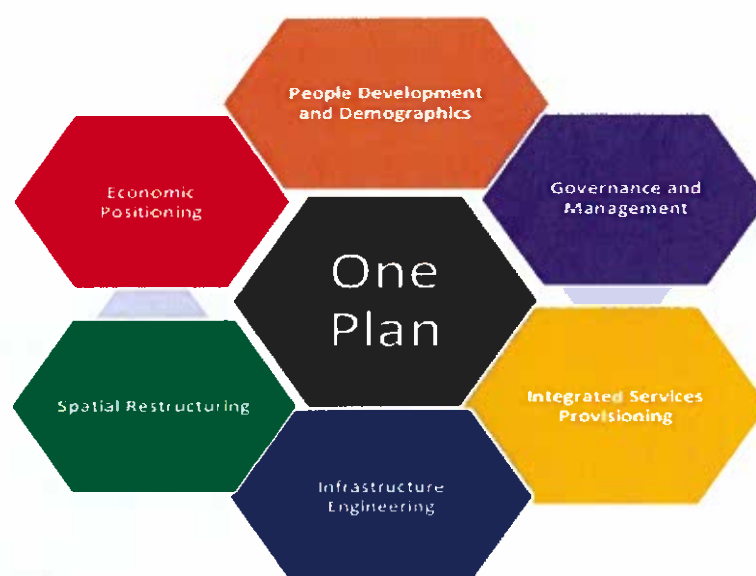 People Development
and Demographics
Economic
Positioning
Governance and
Management
One
Plan
Spatial Restructuring
Integrated Services
Provisioning
Infrastructure
Engineering